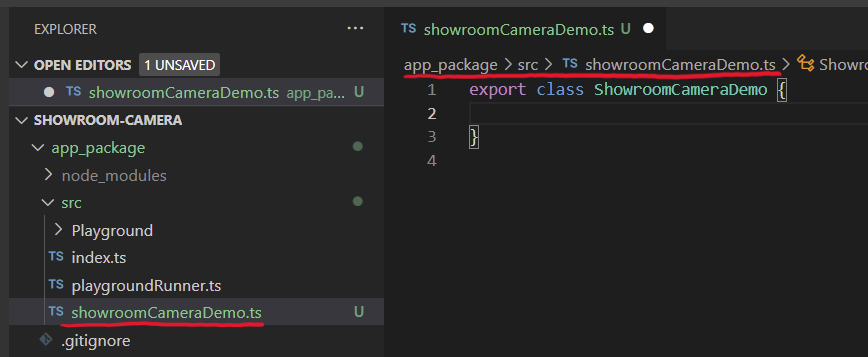 EXPLORER ···
OPEN EDITORS 1 UNSAVED
TS showroomCameraDemo.ts app_pa... U
SHOWROOM-CAMERA
app_package
node_modules
src
Playground
TS index.ts
TS playgroundRunner.ts
TS showroomCameraDemo.ts U
.gitignore
TS showroomCameraDemo.ts U
app_package > src > TS showroomCameraDemo.ts > Showro
1 export class ShowroomCameraDemo {
2
3 }
4